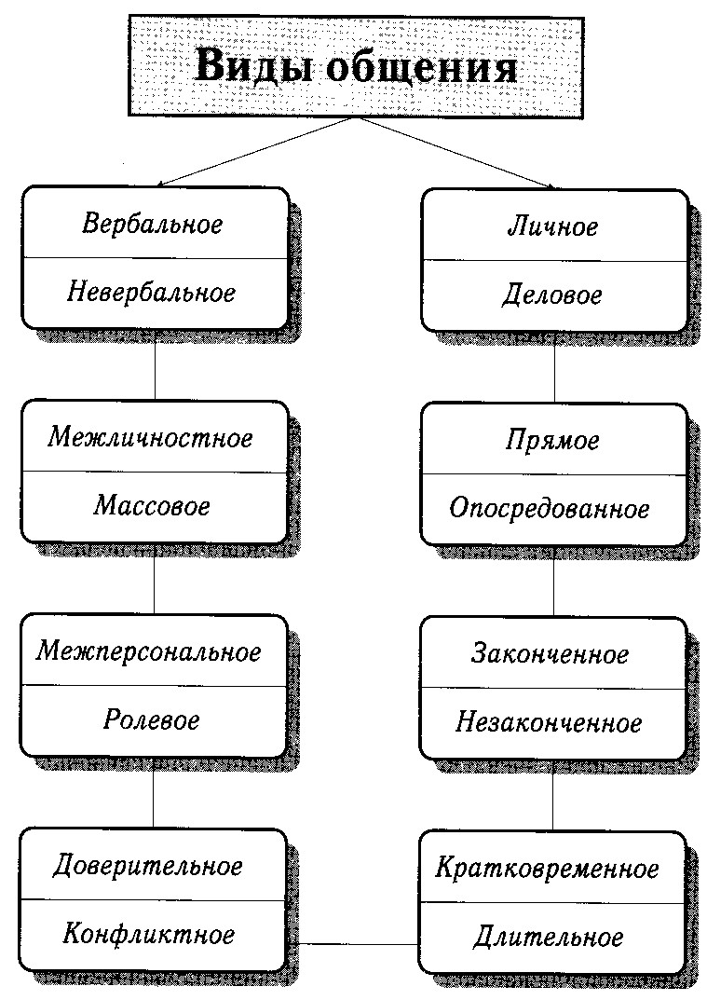 Виды общения
Вербальное
Невербальное
Межличностное
Массовое
Межперсональное
Ролевое
Доверительное
Конфликтное
Личное
Деловое
Прямое
Опосредованное
Законченное
Незаконченное
Кратковременное
Длительное